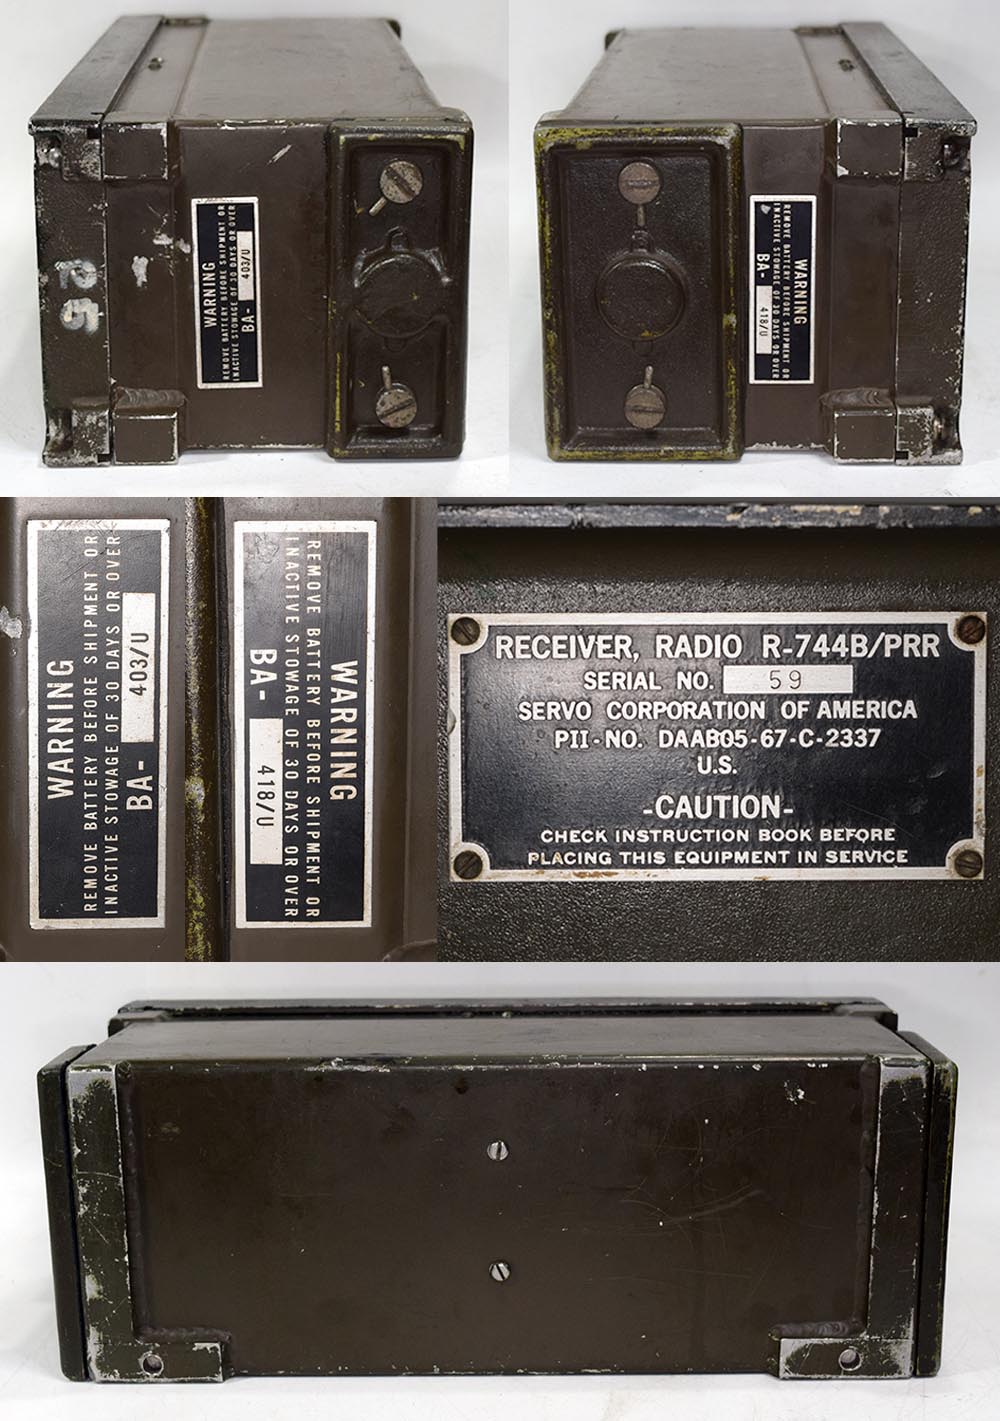 25
WARNING
REMOVE BATTERY BEFORE SHIPMENT OR
INACTIVE STOWAGE OF 30 DAYS OR OVER
BA- 403/U
WARNING
REMOVE BATTERY BEFORE SHIPMENT OR
INACTIVE STOWAGE OF 30 DAYS OR OVER
BA- 418/U
WARNING
REMOVE BATTERY BEFORE SHIPMENT OR
INACTIVE STOWAGE OF 30 DAYS OR OVER
BA- 403/U
WARNING
REMOVE BATTERY BEFORE SHIPMENT OR
INACTIVE STOWAGE OF 30 DAYS OR OVER
BA- 418/U
RECEIVER, RADIO R-744B/PRR
SERIAL NO. 59
SERVO CORPORATION OF AMERICA
PII-NO. DAAB05-67-C-2337
U.S.
-CAUTION-
CHECK INSTRUCTION BOOK BEFORE
PLACING THIS EQUIPMENT IN SERVICE